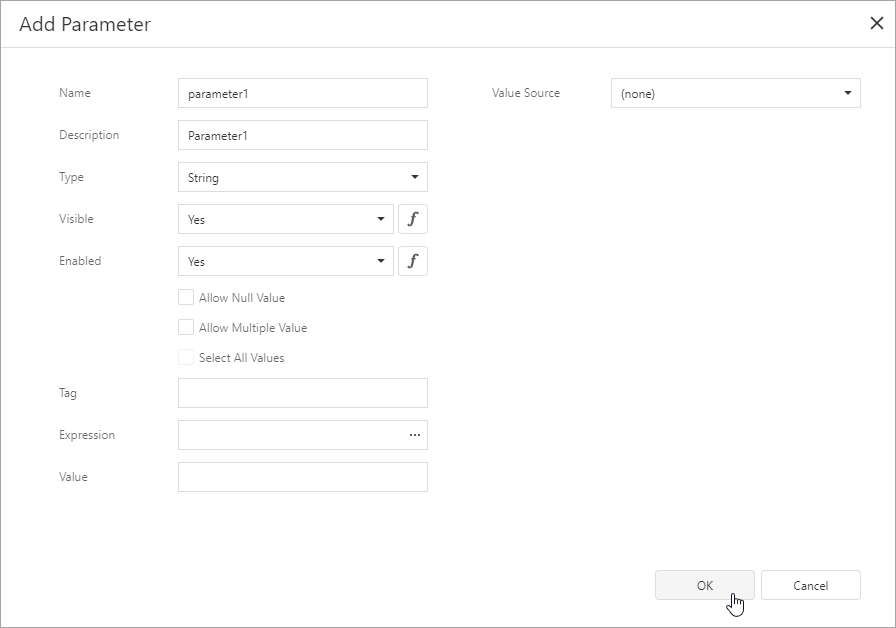 Add Parameter
Name parameter1 Value Source (none)
Description Parameter1
Type String
Visible Yes f
Enabled Yes f
Allow Null Value
Allow Multiple Value
Select All Values
Tag
Expression ...
Value
OK Cancel